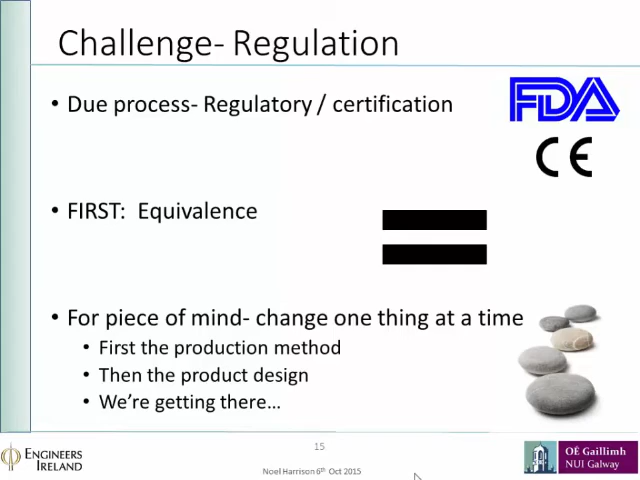 Challenge- Regulation
• Due process- Regulatory / certification
FDA
CE
• FIRST:  Equivalence
• For piece of mind- change one thing at a time
• First the production method
• Then the product design
• We’re getting there…
15
ENGINEERS
IRELAND
Noel Harrison 6th Oct 2015
OÉ Gaillimh
NUI Galway